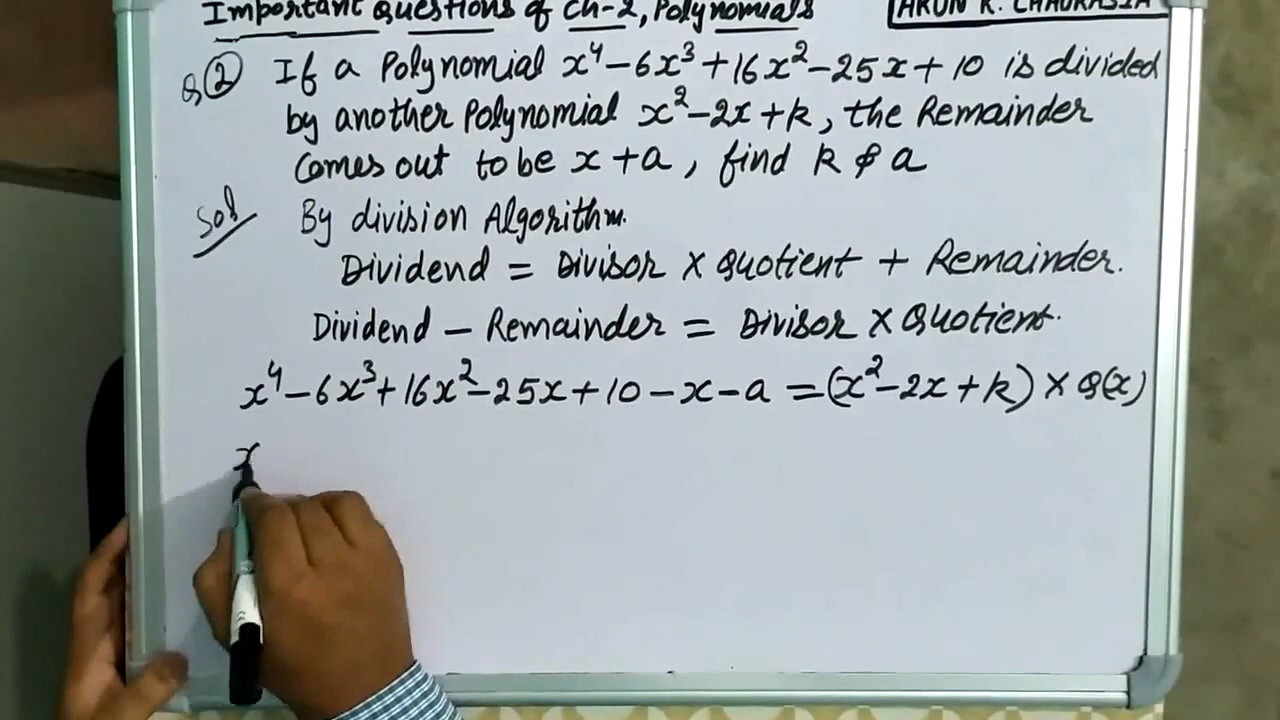 Important Questions of Ch-2, Polynomials
ARUN K. CHAURASIA
Q ② If a Polynomial x⁴ - 6x³ + 16x² - 25x + 10 is divided
by another Polynomial x² - 2x + k, the Remainder
Comes out to be x + a, find k & a
Sol By division Algorithm.
Dividend = Divisor × Quotient + Remainder.
Dividend - Remainder = Divisor × Quotient.
x⁴ - 6x³ + 16x² - 25x + 10 - x - a = (x² - 2x + k) × Q(x)
x